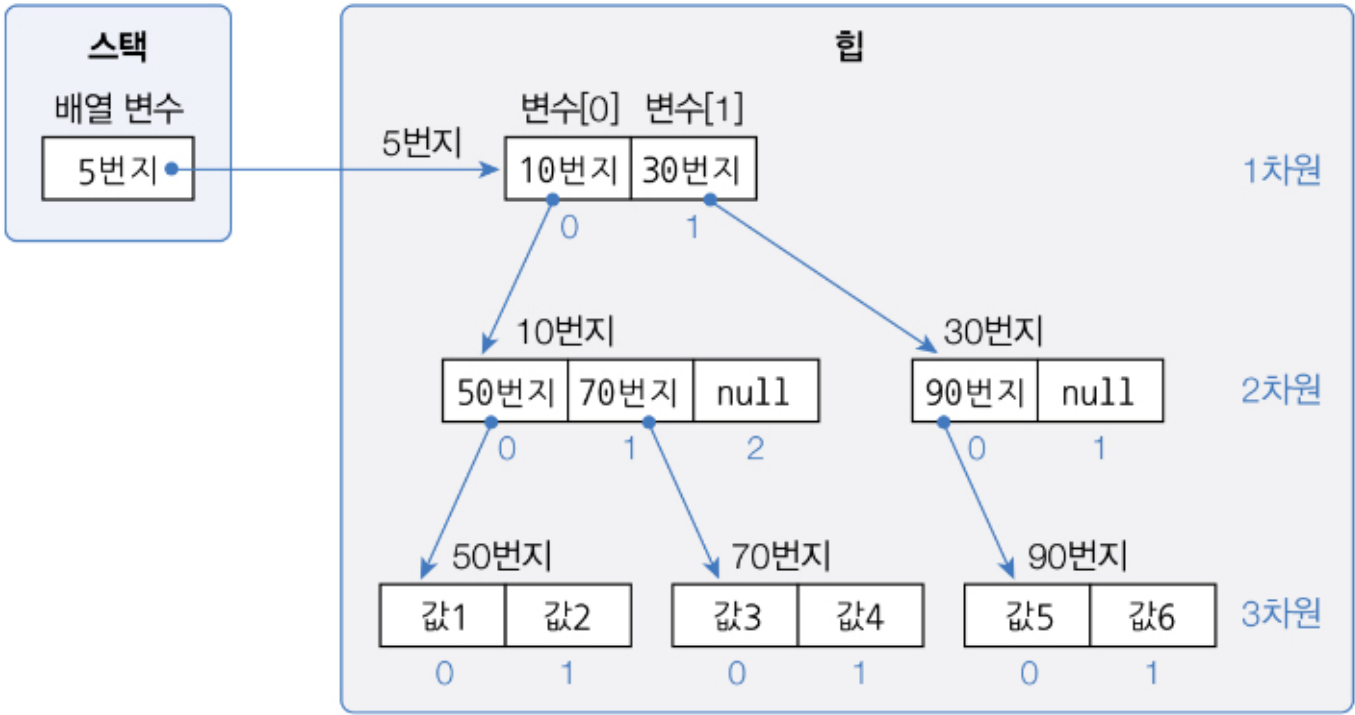 스택
힙
배열 변수
변수[0] 변수[1]
5번지
5번지
10번지 30번지
1차원
0 1
10번지
30번지
50번지 70번지 null
90번지 null
2차원
0 1 2
0 1
50번지
70번지
90번지
값1 값2
값3 값4
값5 값6
3차원
0 1
0 1
0 1